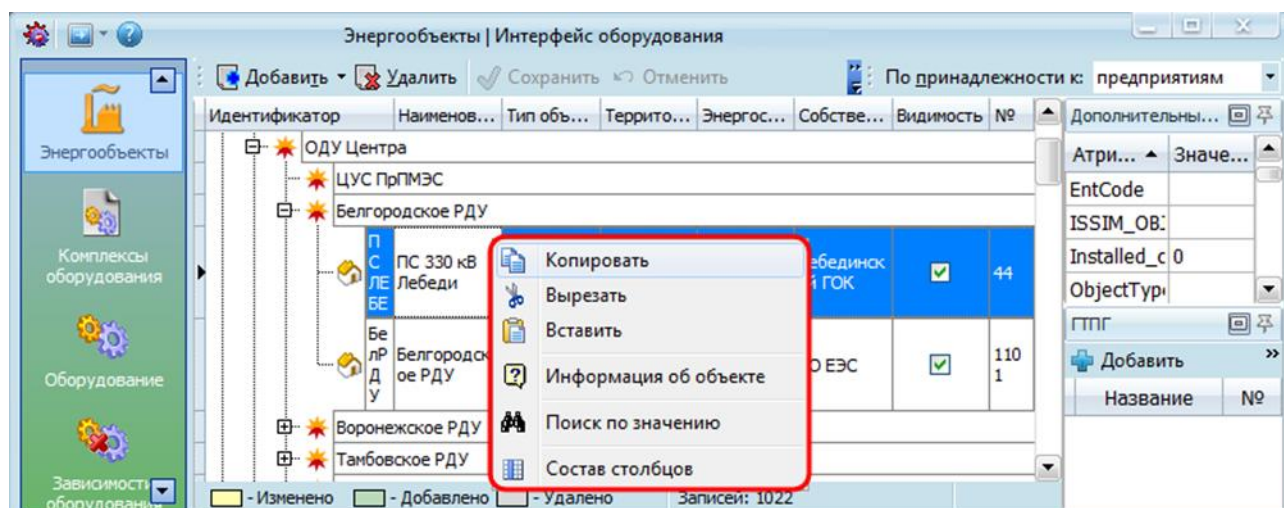 Энергообъекты | Интерфейс оборудования
Добавить Удалить Сохранить Отменить По принадлежности к: предприятиям
Идентификатор Наименов... Тип объ... Террито... Энергос... Собстве... Видимость № Дополнительны...
Атри... Значе...
ОДУ Центра
ЦУС ПрПМЭС
EntCode
Белгородское РДУ
ISSIM_OB.
Installed_c 0
ObjectTyp
П
С
ЛЕ
БЕ
ПС 330 кВ
Лебеди
ебединск
й ГОК
44
Бе
лР
Д
У
Белгородск
ое РДУ
О ЕЭС
110
1
Воронежское РДУ
Тамбовское РДУ
Копировать
Вырезать
Вставить
Информация об объекте
Поиск по значению
Состав столбцов
ГТПГ
Добавить »
Название №
Энергообъекты
Комплексы
оборудования
Оборудование
Зависимости
оборудования
- Изменено - Добавлено - Удалено Записей: 1022